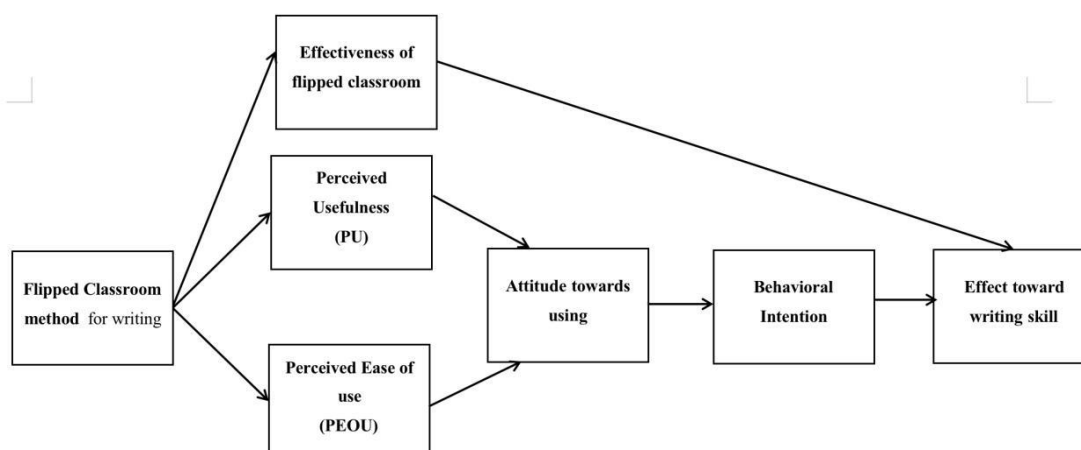 Effectiveness of
flipped classroom
Perceived
Usefulness
(PU)
Flipped Classroom
method for writing
Perceived Ease of
use
(PEOU)
Attitude towards
using
Behavioral
Intention
Effect toward
writing skill